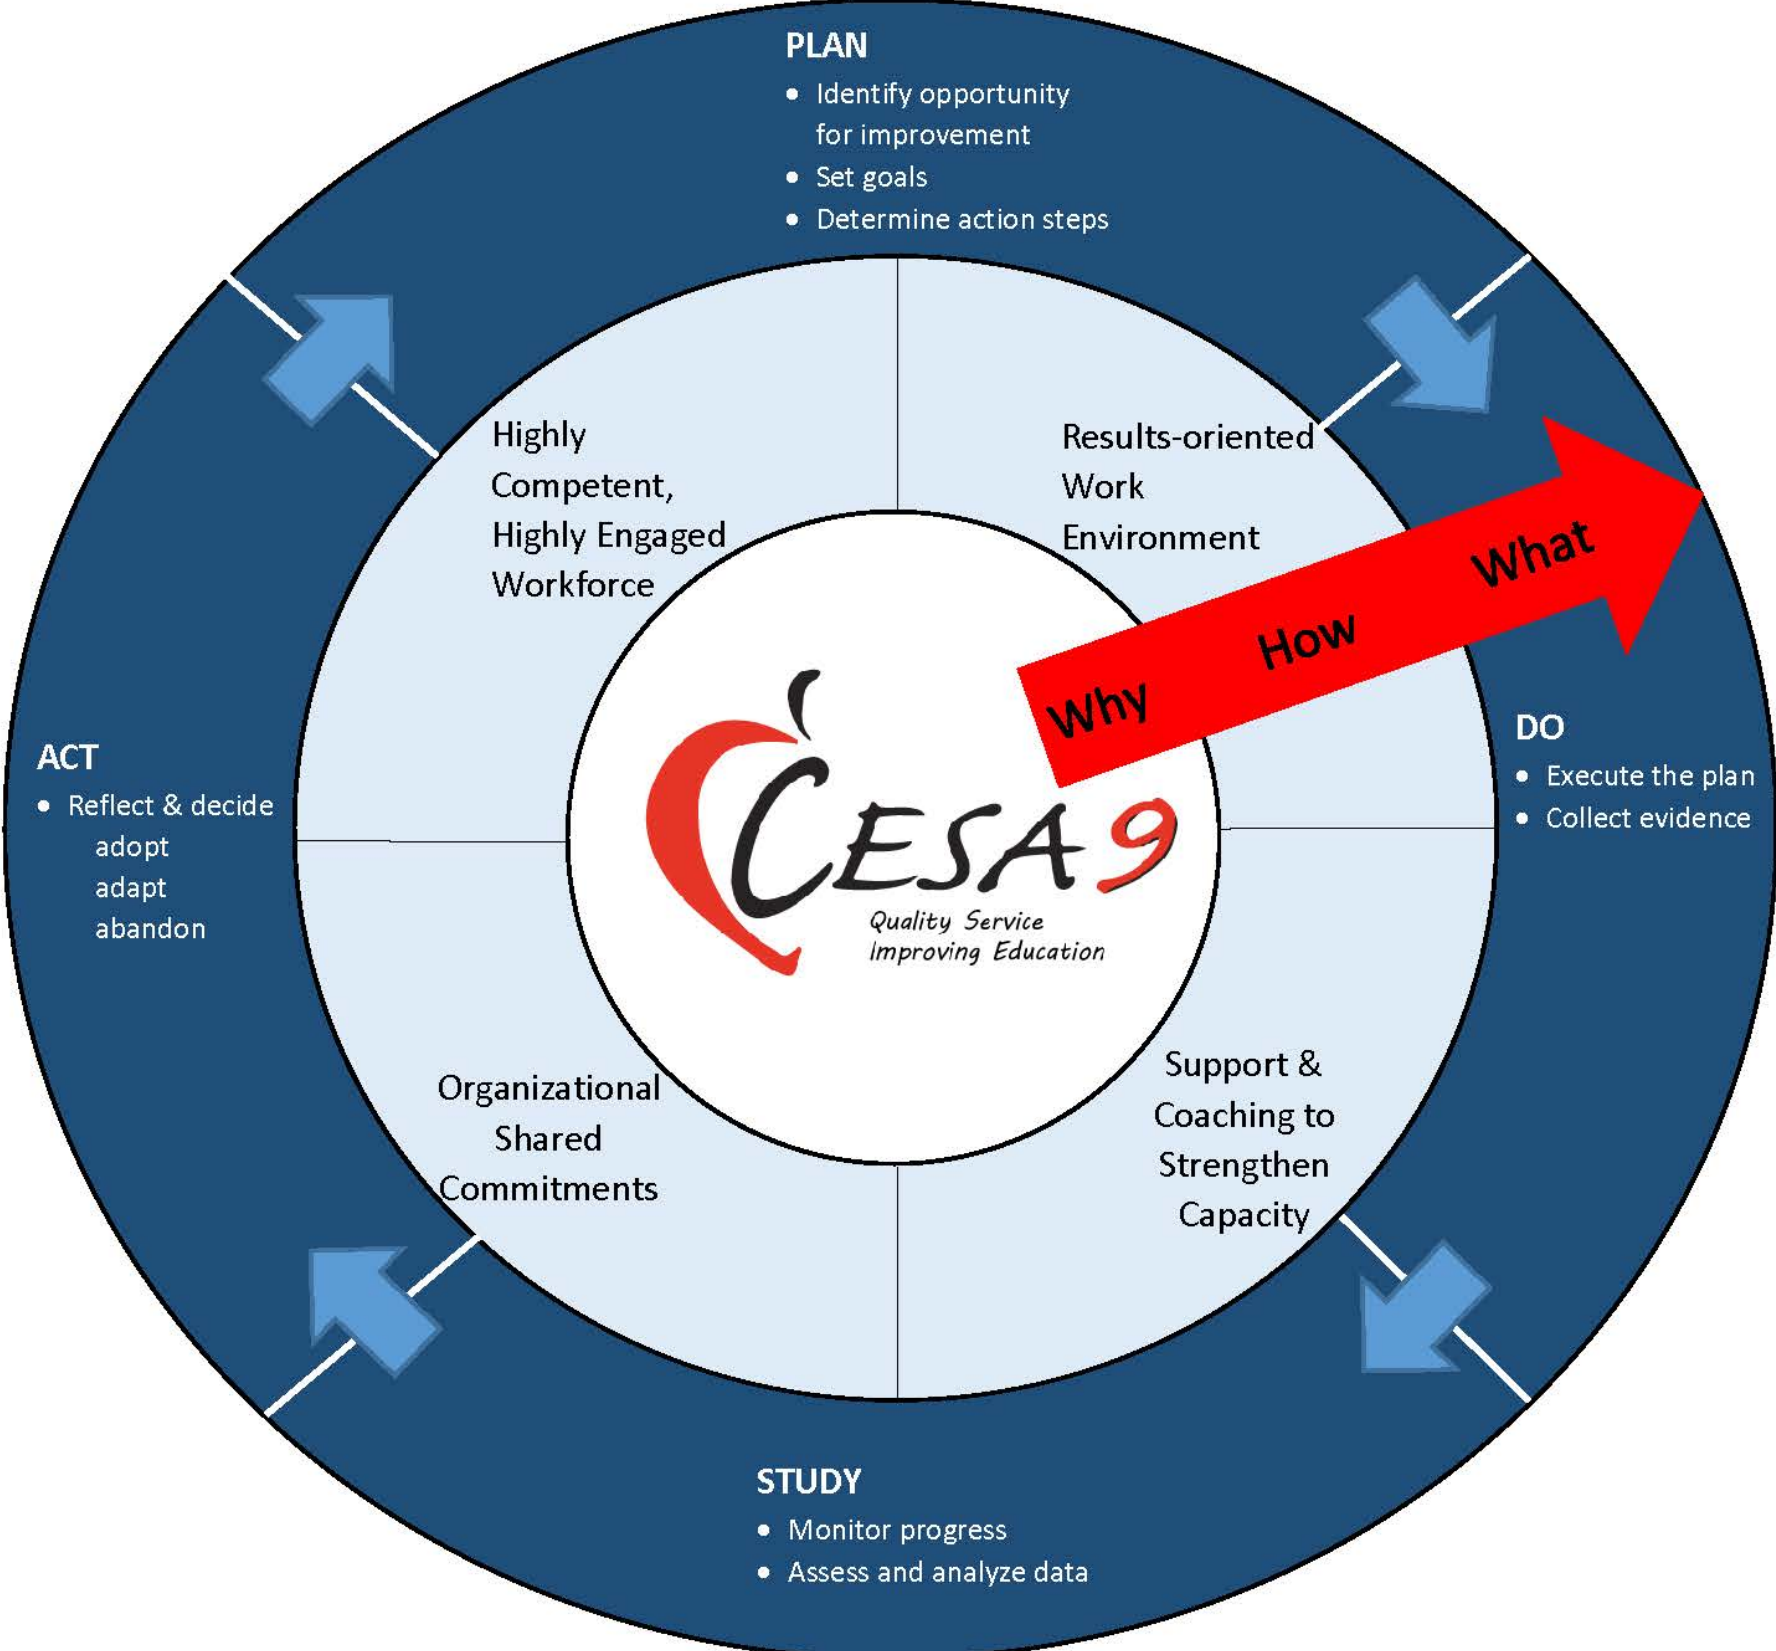 PLAN
• Identify opportunity
for improvement
• Set goals
• Determine action steps
Highly
Competent,
Highly Engaged
Workforce
Results-oriented
Work
Environment
Why How What
DO
• Execute the plan
• Collect evidence
ACT
• Reflect & decide
adopt
adapt
abandon
CESA 9
Quality Service
Improving Education
Organizational
Shared
Commitments
Support &
Coaching to
Strengthen
Capacity
STUDY
• Monitor progress
• Assess and analyze data